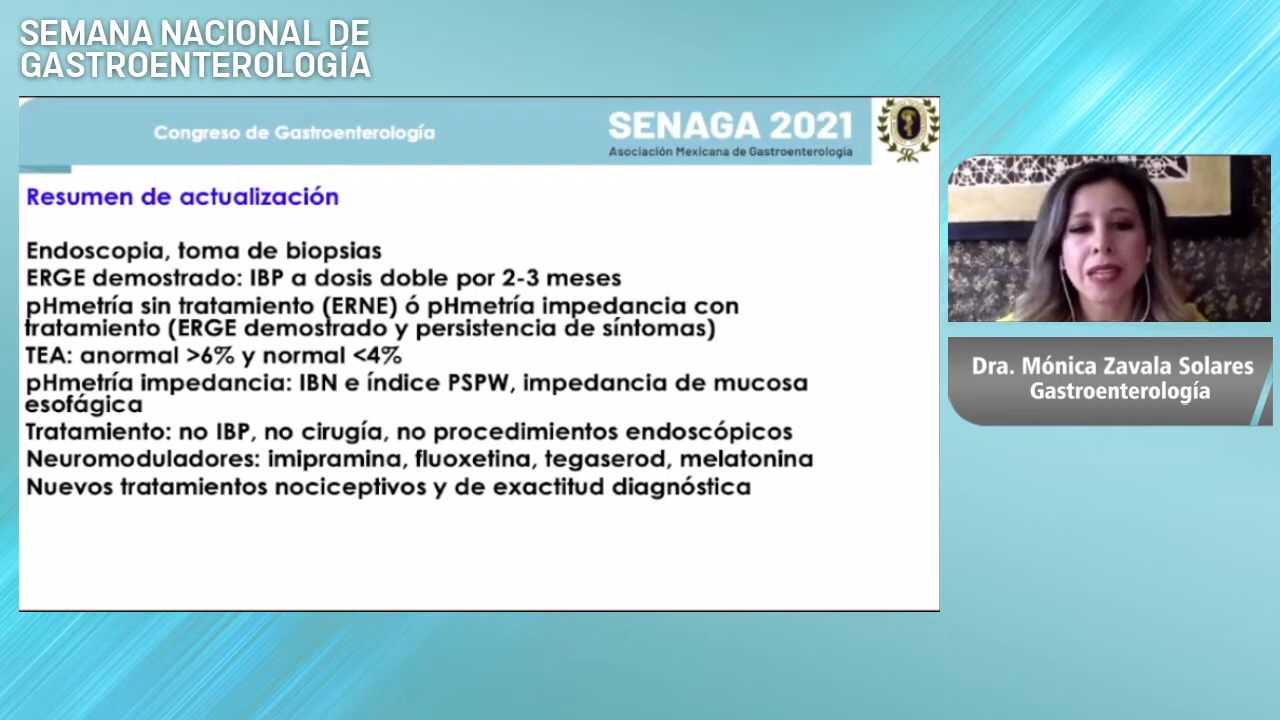 SEMANA NACIONAL DE
GASTROENTEROLOGÍA
Congreso de Gastroenterología
SENAGA 2021
Asociación Mexicana de Gastroenterología
Resumen de actualización
Endoscopia, toma de biopsias
ERGE demostrado: IBP a dosis doble por 2-3 meses
pHmetría sin tratamiento (ERNE) ó pHmetría impedancia con
tratamiento (ERGE demostrado y persistencia de síntomas)
TEA: anormal >6% y normal <4%
pHmetría impedancia: IBN e índice PSPW, impedancia de mucosa
esofágica
Tratamiento: no IBP, no cirugía, no procedimientos endoscópicos
Neuromoduladores: imipramina, fluoxetina, tegaserod, melatonina
Nuevos tratamientos nociceptivos y de exactitud diagnóstica
Dra. Mónica Zavala Solares
Gastroenterología